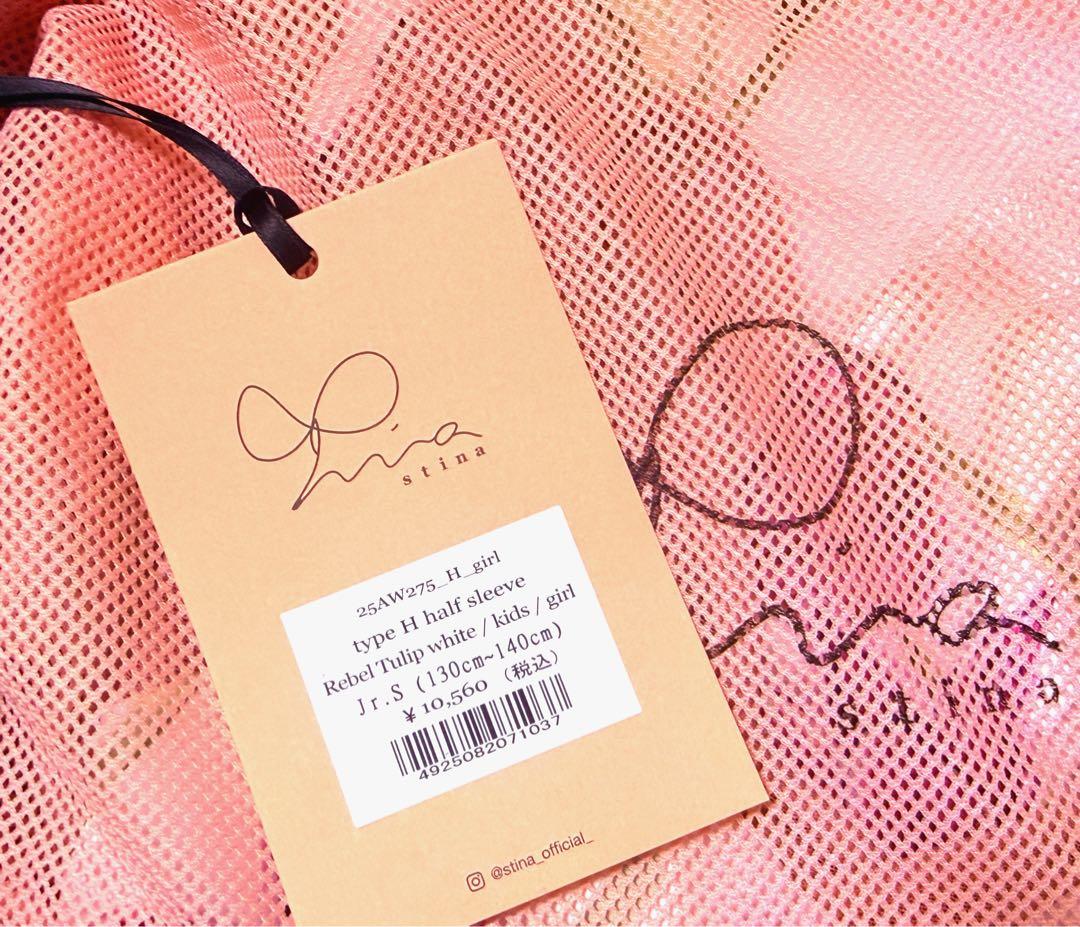 stina
25AW275_H_girl
type H half sleeve
Rebel Tulip white / kids / girl
Jr.S (130cm~140cm)
¥10,560 (税込)
4925082071037
@stina_official_
stina